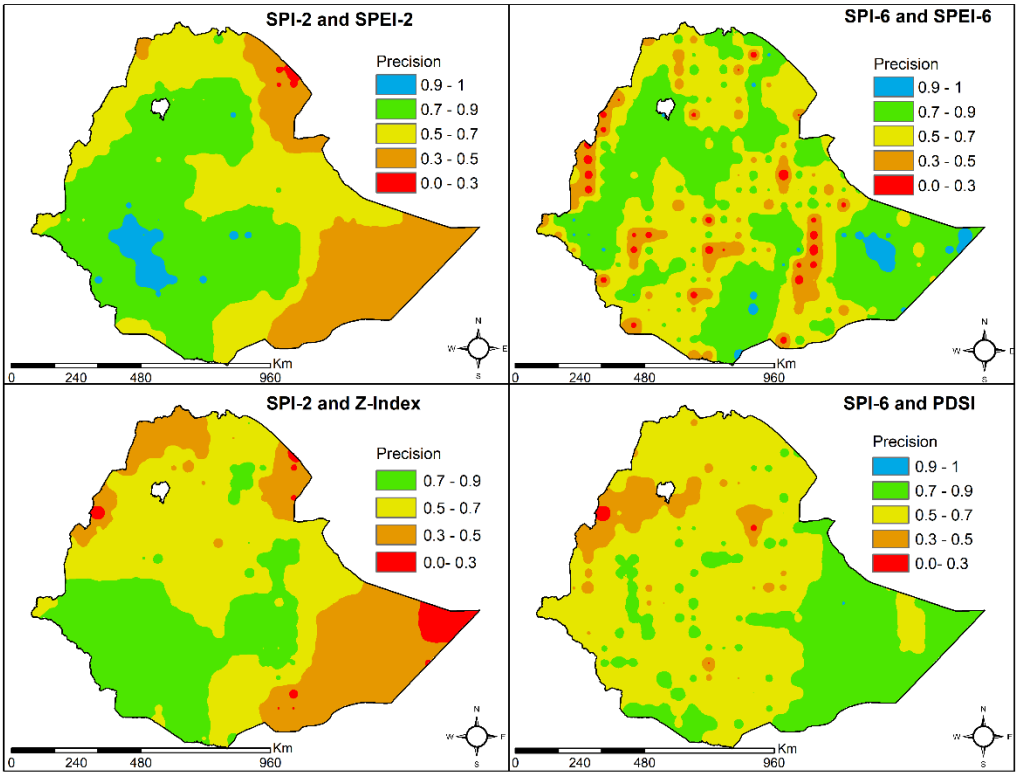 SPI-2 and SPEI-2
Precision
0.9 - 1
0.7 - 0.9
0.5 - 0.7
0.3 - 0.5
0.0 - 0.3
N
W E
S
Km
0 240 480 960
SPI-6 and SPEI-6
Precision
0.9 - 1
0.7 - 0.9
0.5 - 0.7
0.3 - 0.5
0.0 - 0.3
N
W
S
Km
0 240 480 960
SPI-2 and Z-Index
Precision
0.7 - 0.9
0.5 - 0.7
0.3 - 0.5
0.0- 0.3
N
W
S
Km
0 240 480 960
SPI-6 and PDSI
Precision
0.9 - 1
0.7 - 0.9
0.5 - 0.7
0.3 - 0.5
0.0- 0.3
N
W
S
Km
0 240 480 960